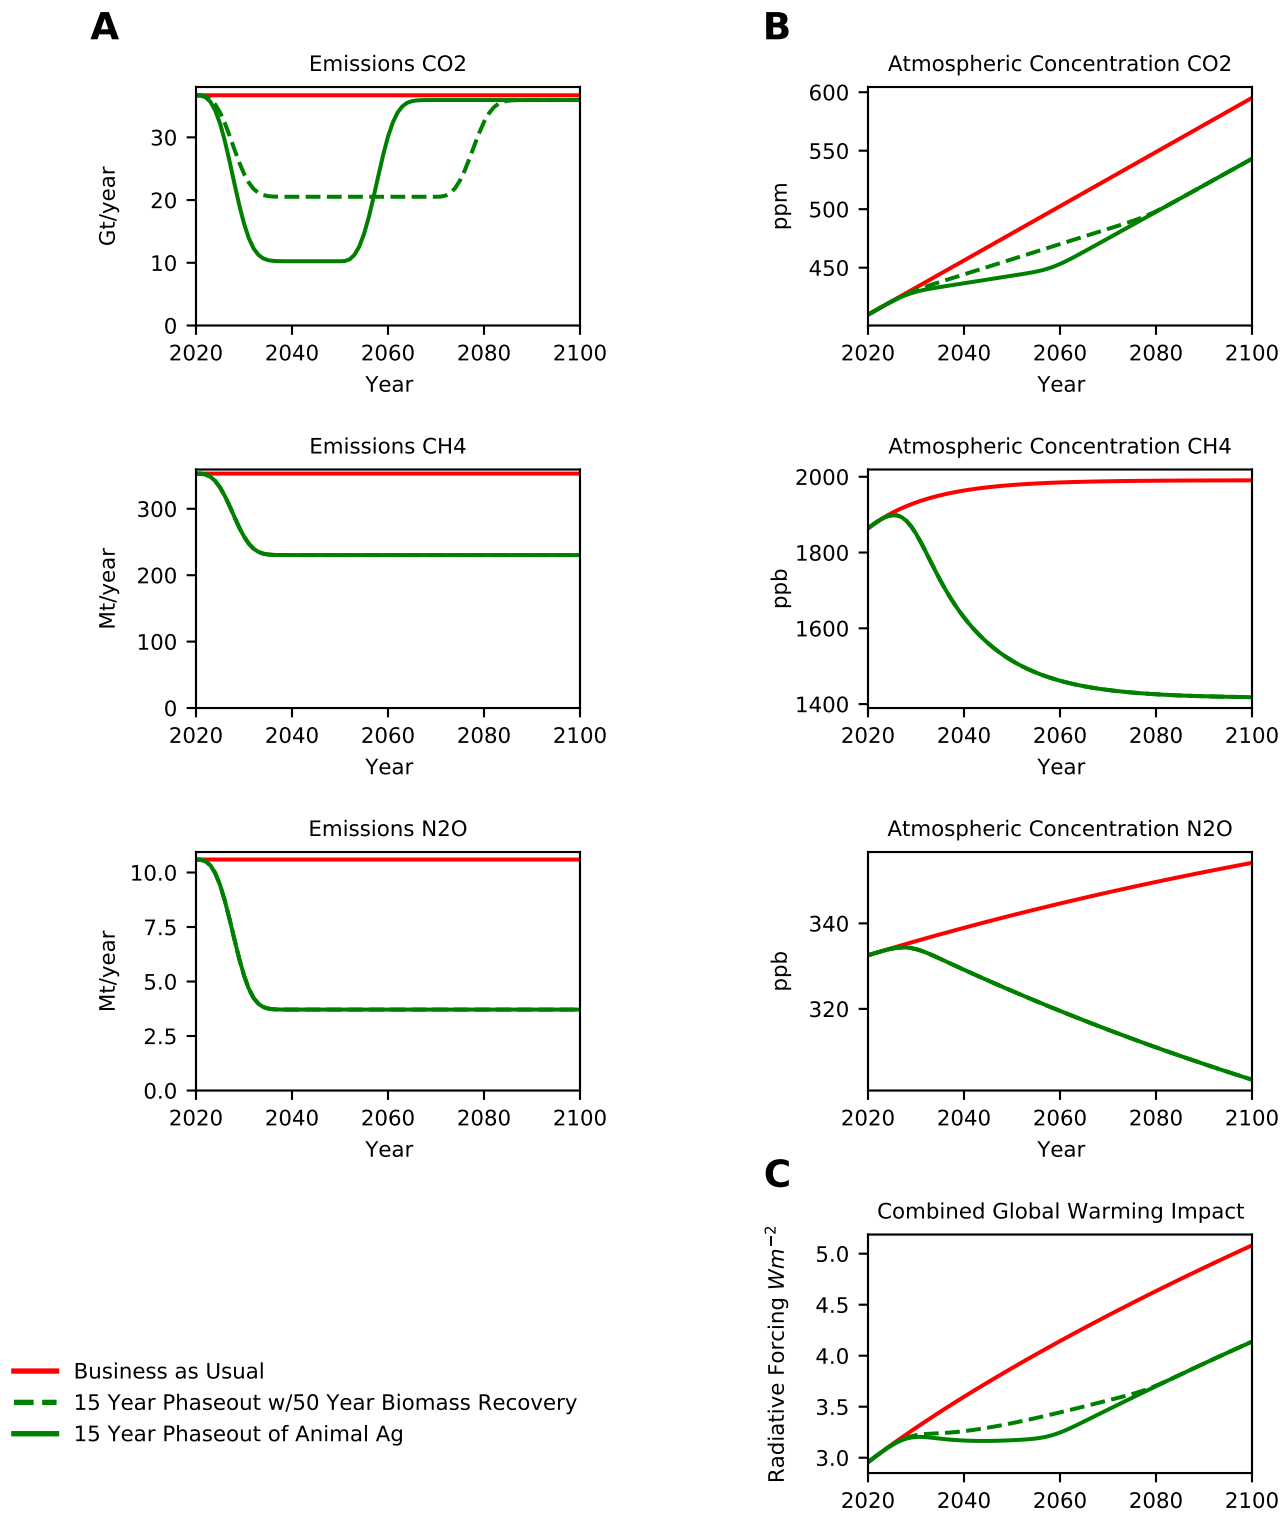 A
Emissions CO2
Gt/year
30
20
10
0
2020 2040 2060 2080 2100
Year
B
Atmospheric Concentration CO2
ppm
600
550
500
450
2020 2040 2060 2080 2100
Year
Emissions CH4
Mt/year
300
200
100
0
2020 2040 2060 2080 2100
Year
Atmospheric Concentration CH4
ppb
2000
1800
1600
1400
2020 2040 2060 2080 2100
Year
Emissions N2O
Mt/year
10.0
7.5
5.0
2.5
0.0
2020 2040 2060 2080 2100
Year
Atmospheric Concentration N2O
ppb
340
320
2020 2040 2060 2080 2100
Year
C
Combined Global Warming Impact
Radiative Forcing Wm⁻²
5.0
4.5
4.0
3.5
3.0
2020 2040 2060 2080 2100
Business as Usual
15 Year Phaseout w/50 Year Biomass Recovery
15 Year Phaseout of Animal Ag